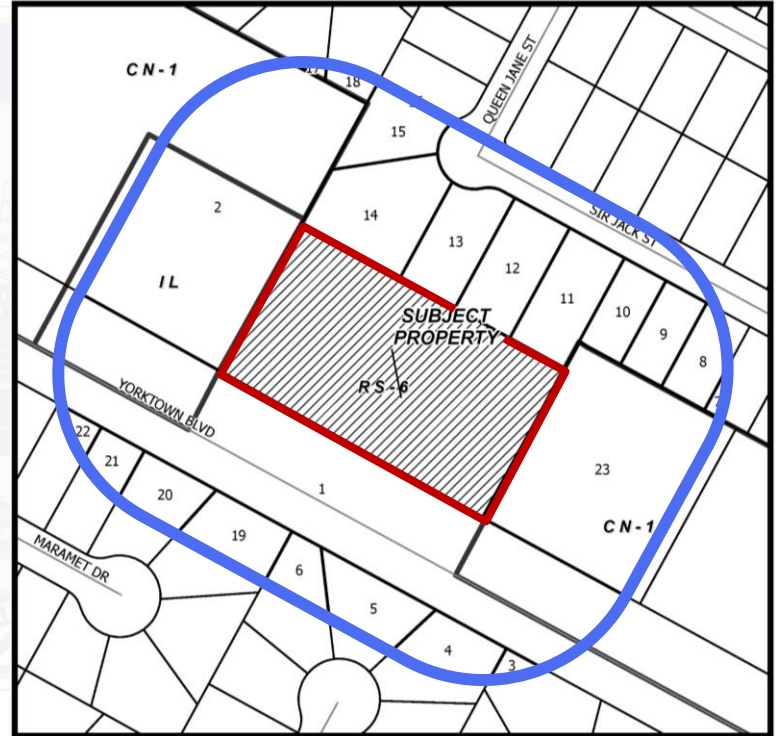 CN-1
17
18
QUEEN JANE ST
15
2
14
SIR JACK ST
13
12
IL
11
10
9
8
SUBJECT
PROPERTY
RS-6
YORKTOWN BLVD
22
21
20
1
23
CN-1
19
6
MARAMET DR
5
4
3